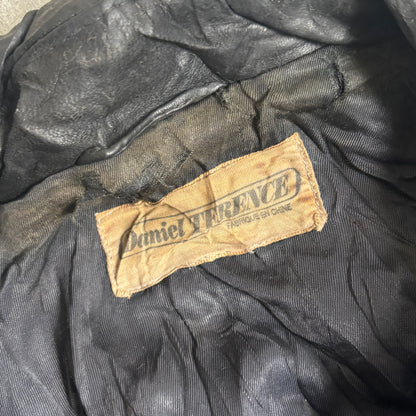 Daniel TERENCE
FABRIQUE EN CHINE